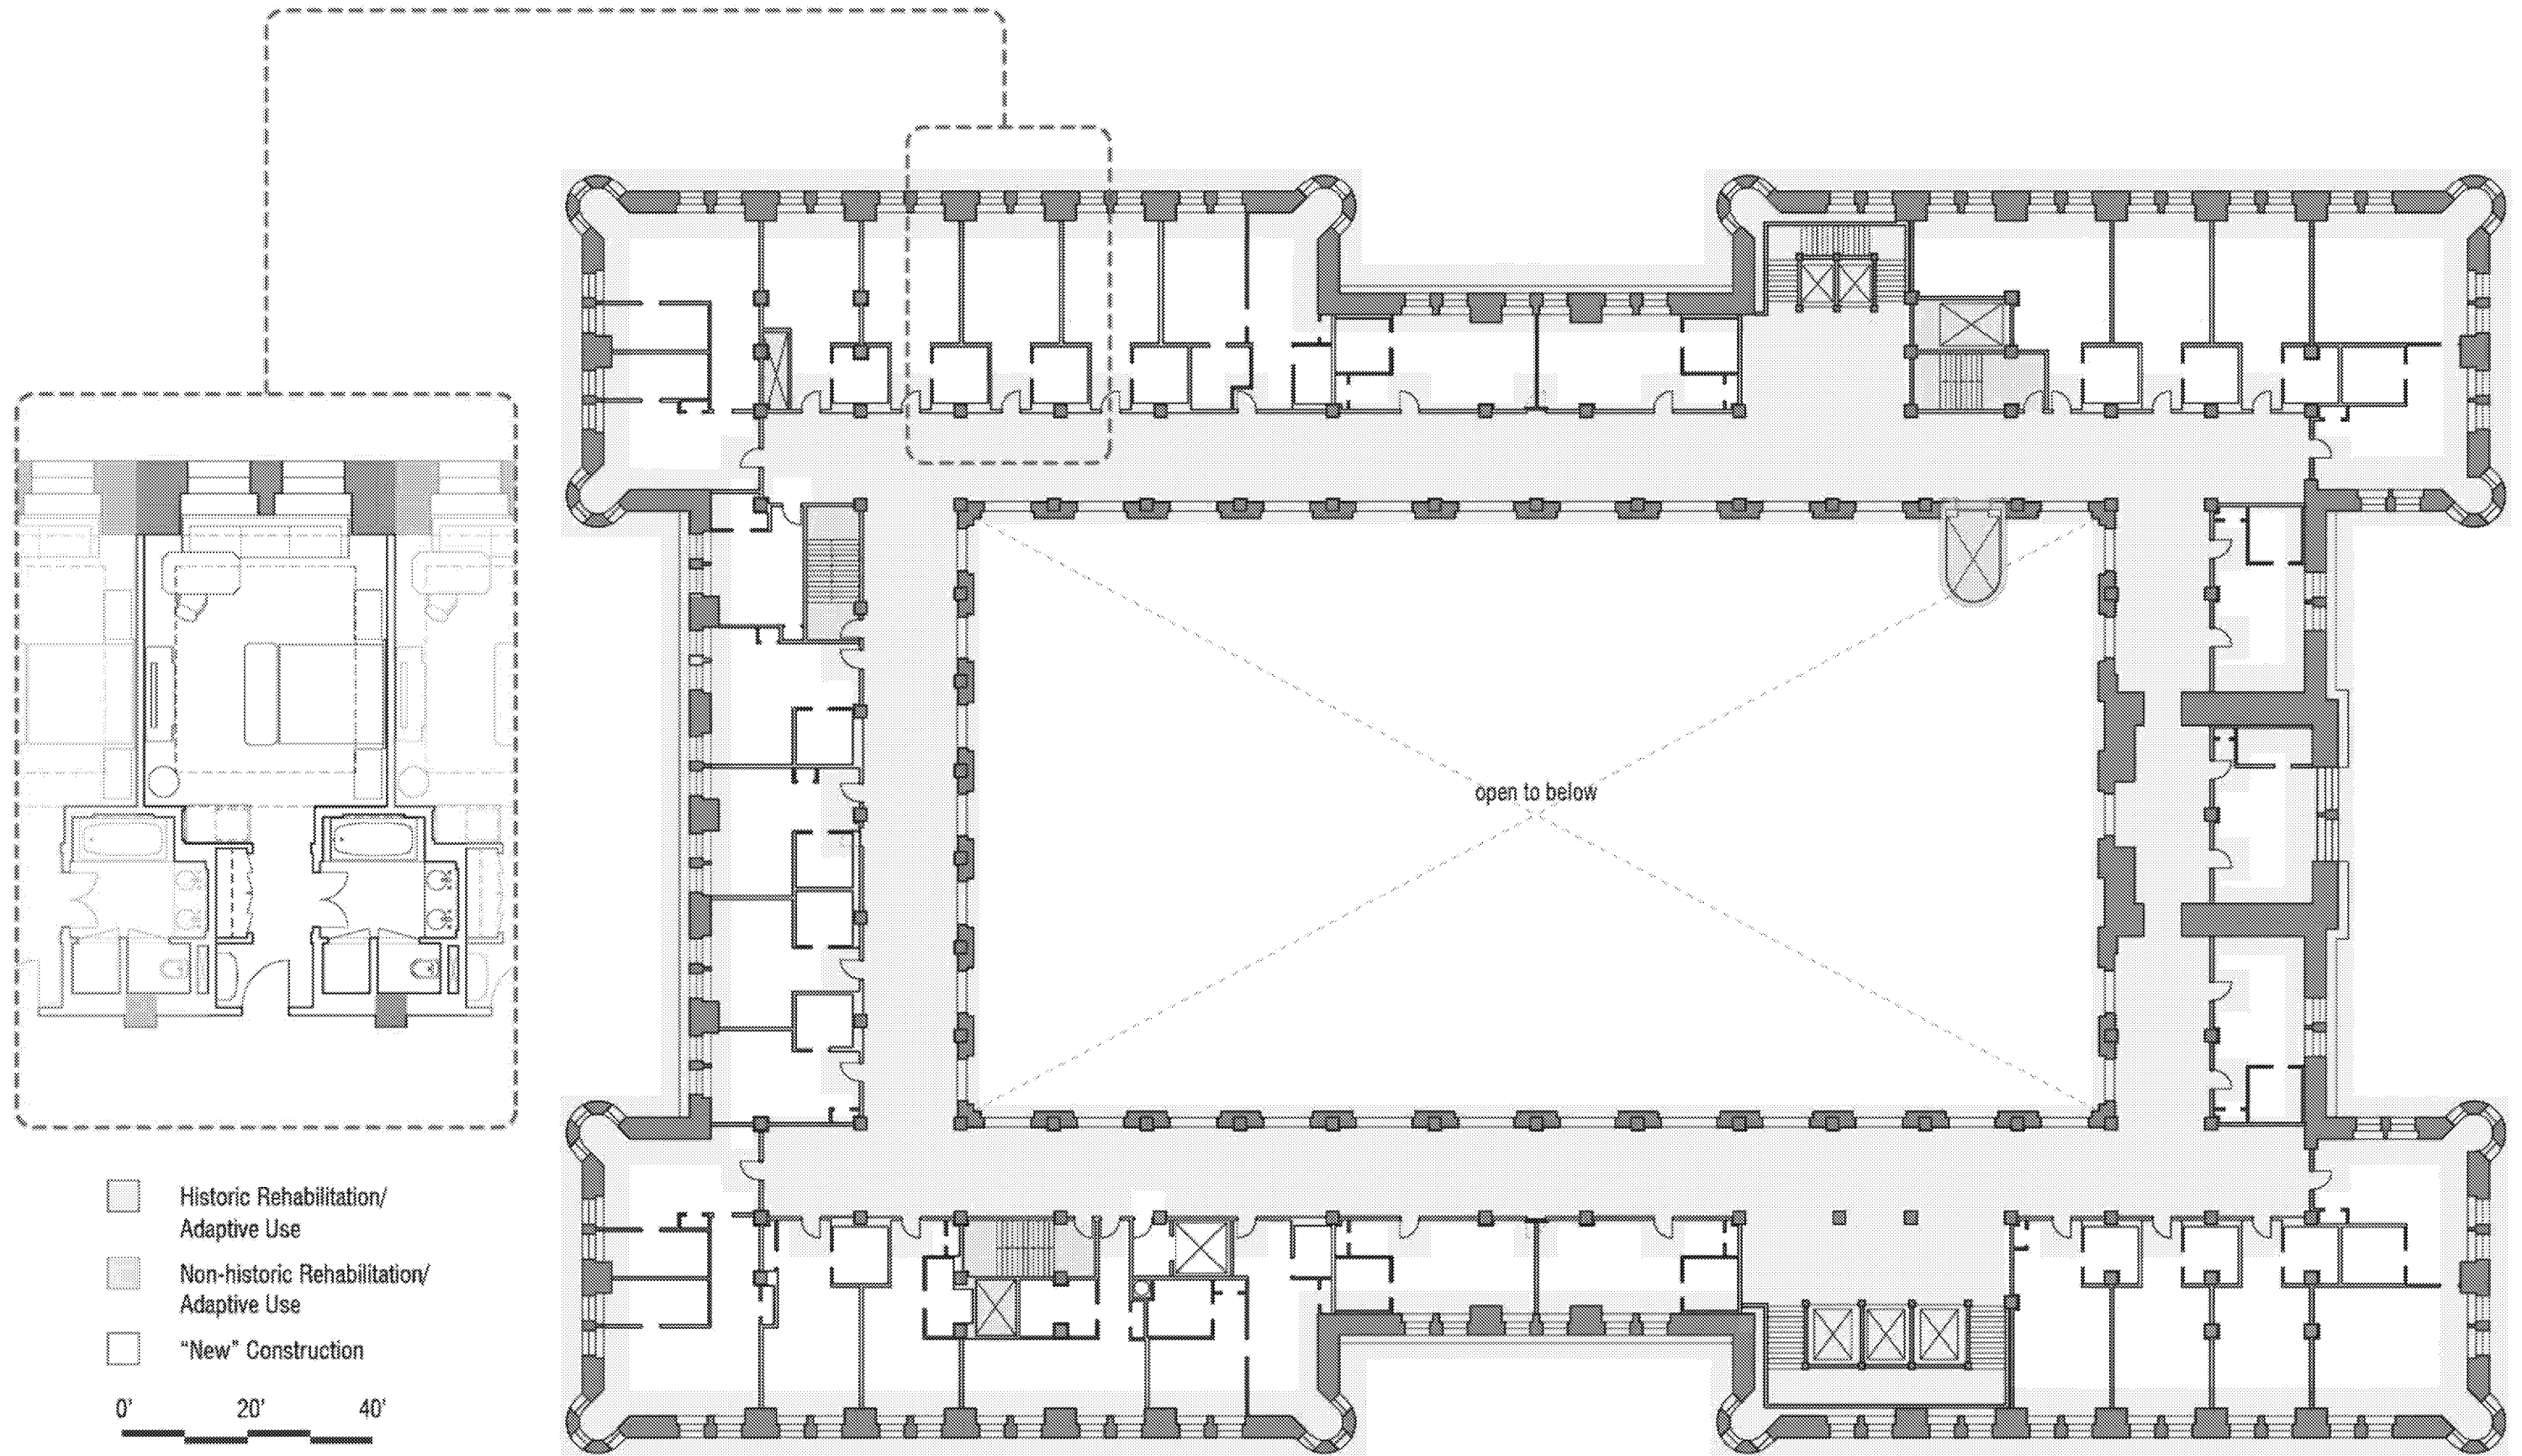 open to below
Historic Rehabilitation/
Adaptive Use
Non-historic Rehabilitation/
Adaptive Use
“New” Construction
0' 20' 40'